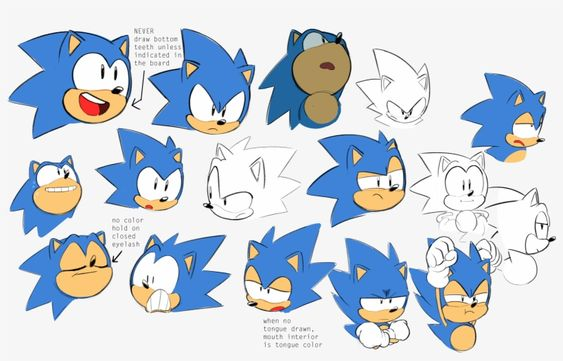 NEVER
draw bottom
teeth unless
indicated in
the board
no color
hold on
closed
eyelash
when no
tongue drawn,
mouth interior
is tongue color